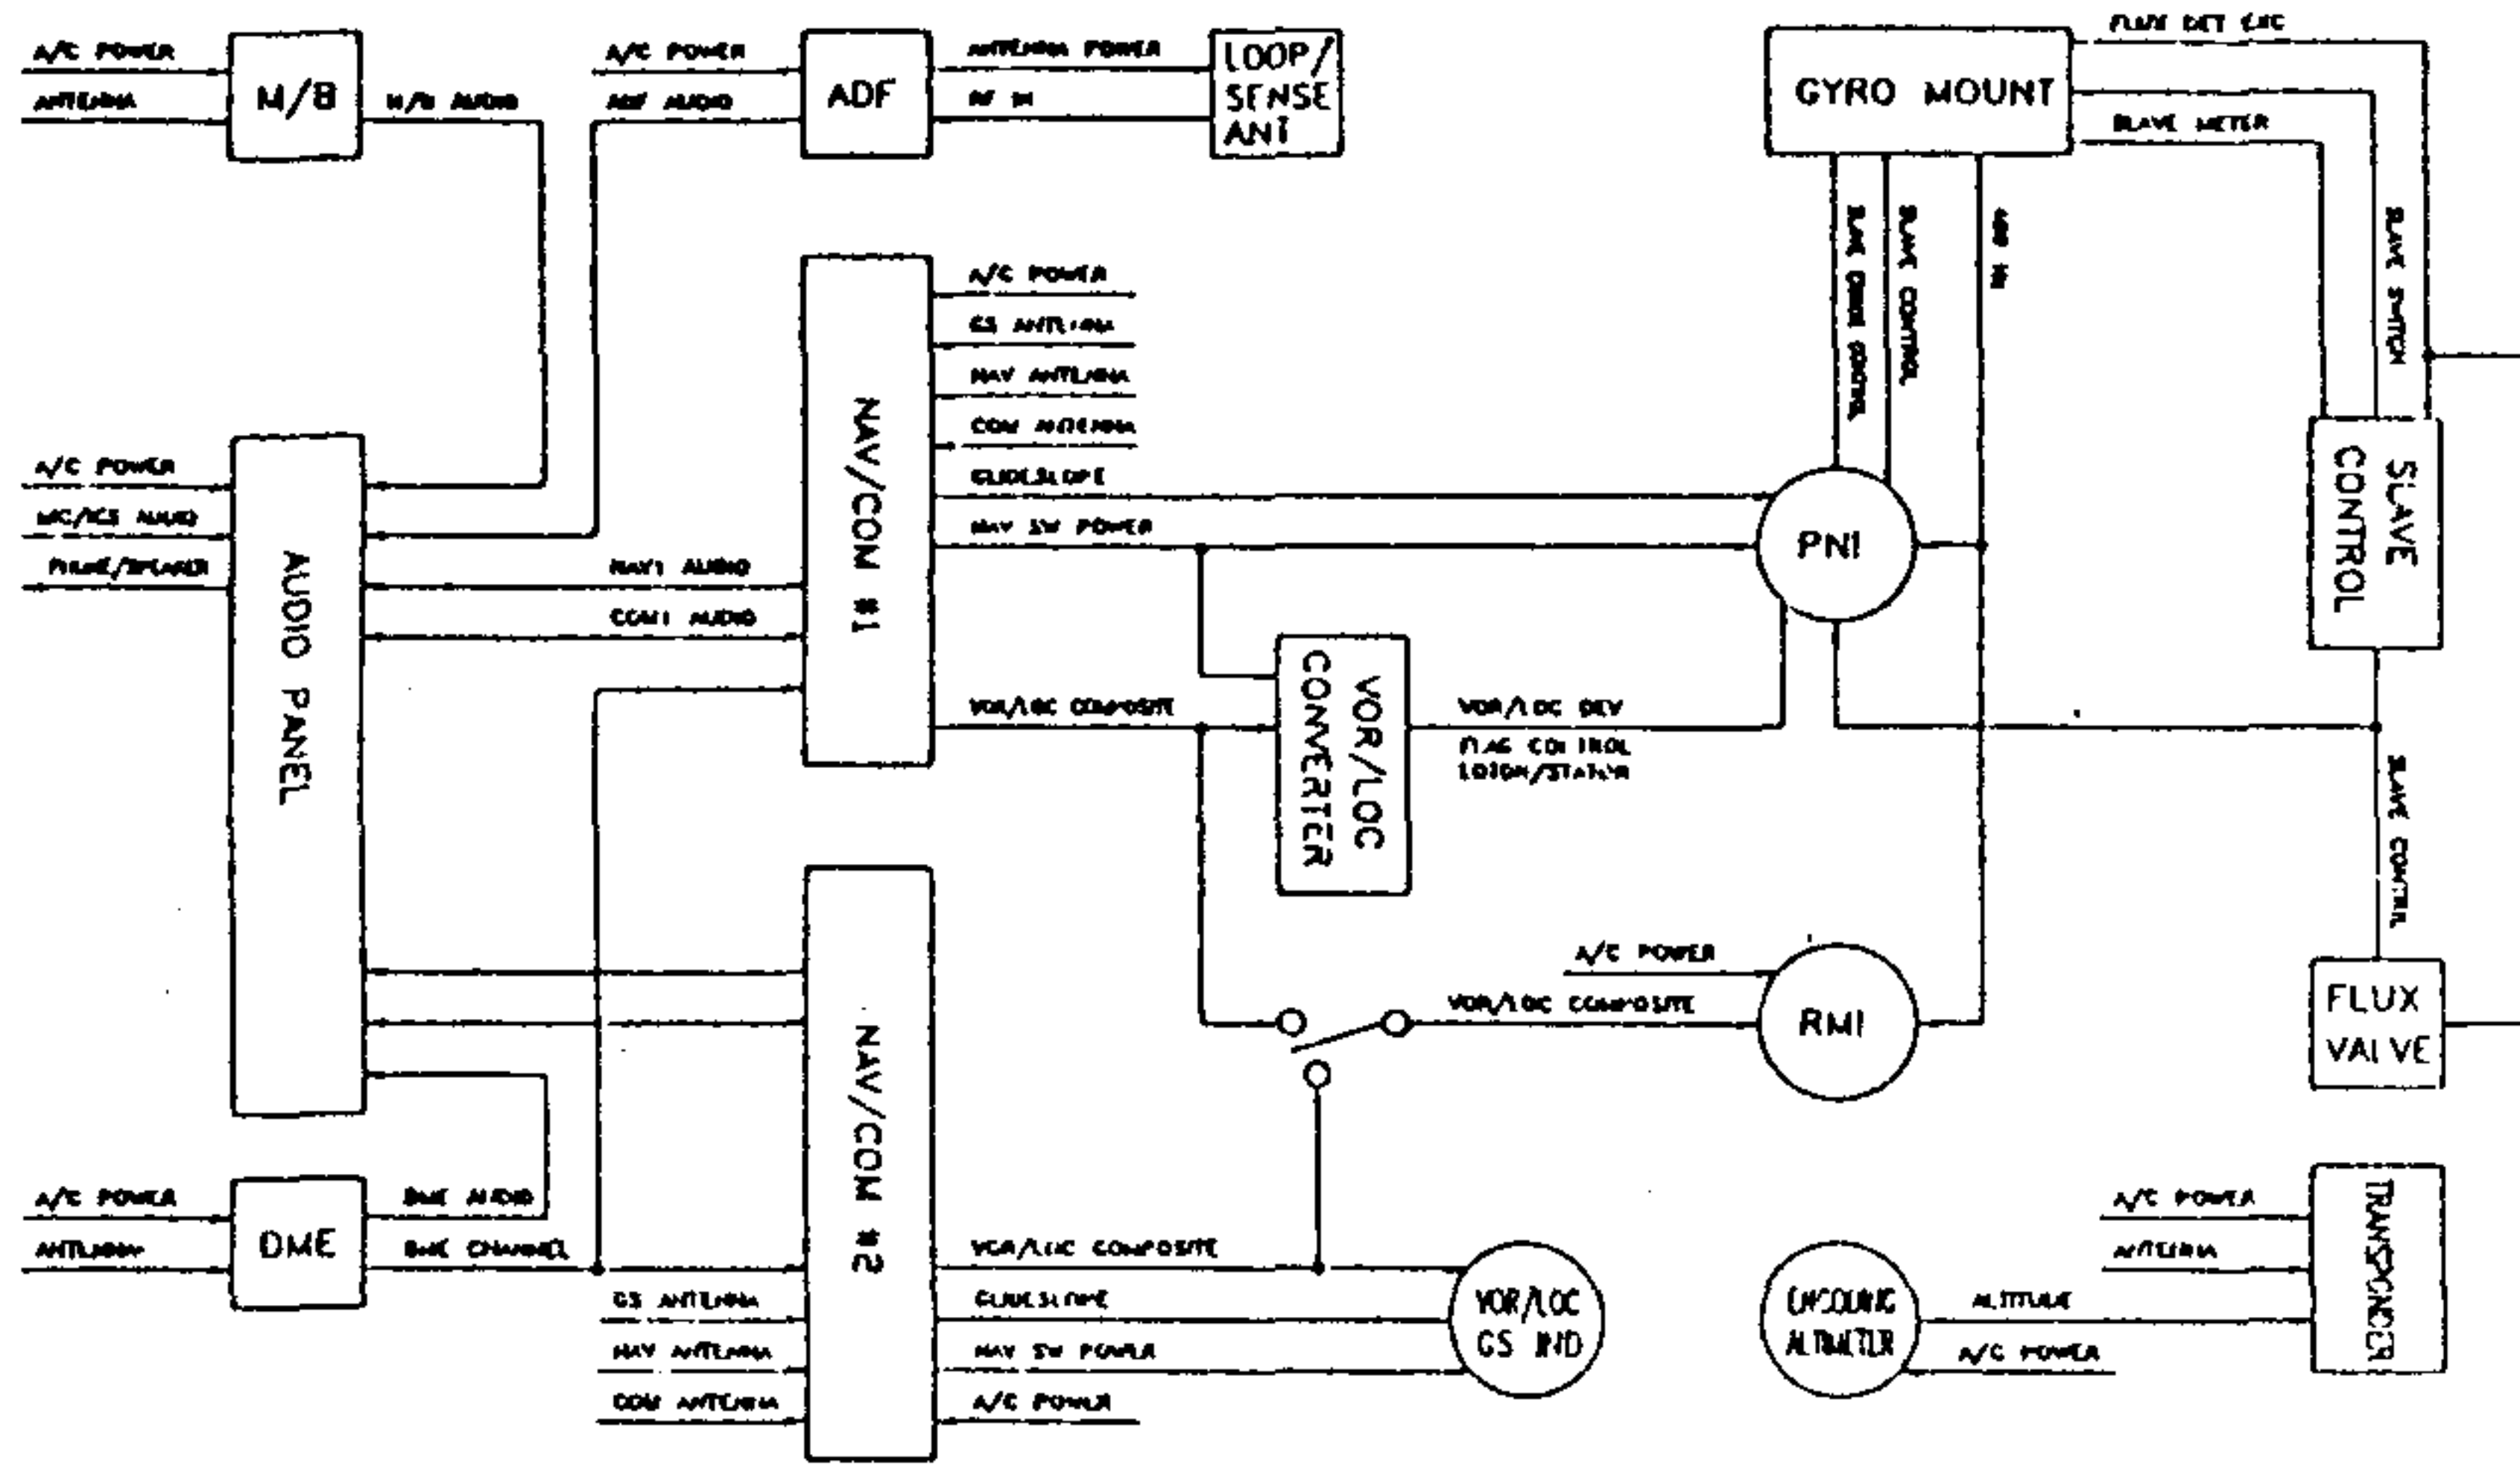 A/C POWER
ANTENNA
M/B
M/B AUDIO
A/C POWER
ADF AUDIO
ADF
ANTENNA POWER
RF IN
LOOP/
SENSE
ANT
GYRO MOUNT
FLUX DET EXC
SLAVE METER
SLAVE CONTROL
SLAVE SWITCH
SLAVE
CONTROL
A/C POWER
GS ANTENNA
NAV ANTENNA
COM ANTENNA
GLIDESLOPE
NAV SW POWER
NAV/COM #1
PNI
A/C POWER
AUDIO
PHONE/SPEAKER
AUDIO PANEL
NAV1 AUDIO
COM1 AUDIO
VOR/LOC COMPOSITE
VOR/LOC
CONVERTER
VOR/LOC DEV
FLAG CONTROL
SLAVE CONTROL
A/C POWER
VOR/LOC COMPOSITE
RMI
FLUX
VALVE
NAV/COM #2
A/C POWER
ANTENNA
DME
DME AUDIO
DME CHANNEL
GS ANTENNA
NAV ANTENNA
COM ANTENNA
VOR/LOC COMPOSITE
GLIDESLOPE
NAV SW POWER
A/C POWER
VOR/LOC
GS IND
ENCODING
ALTIMETER
A/C POWER
ANTENNA
ALTITUDE
A/C POWER
TRANSPONDER